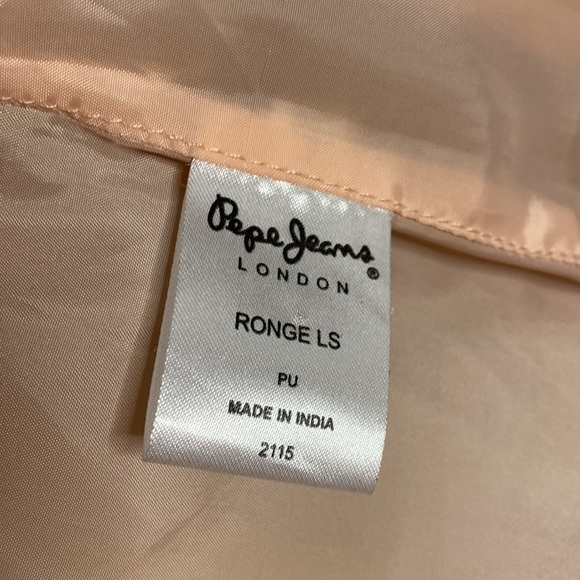 Pepe Jeans®
LONDON
RONGE LS
PU
MADE IN INDIA
2115